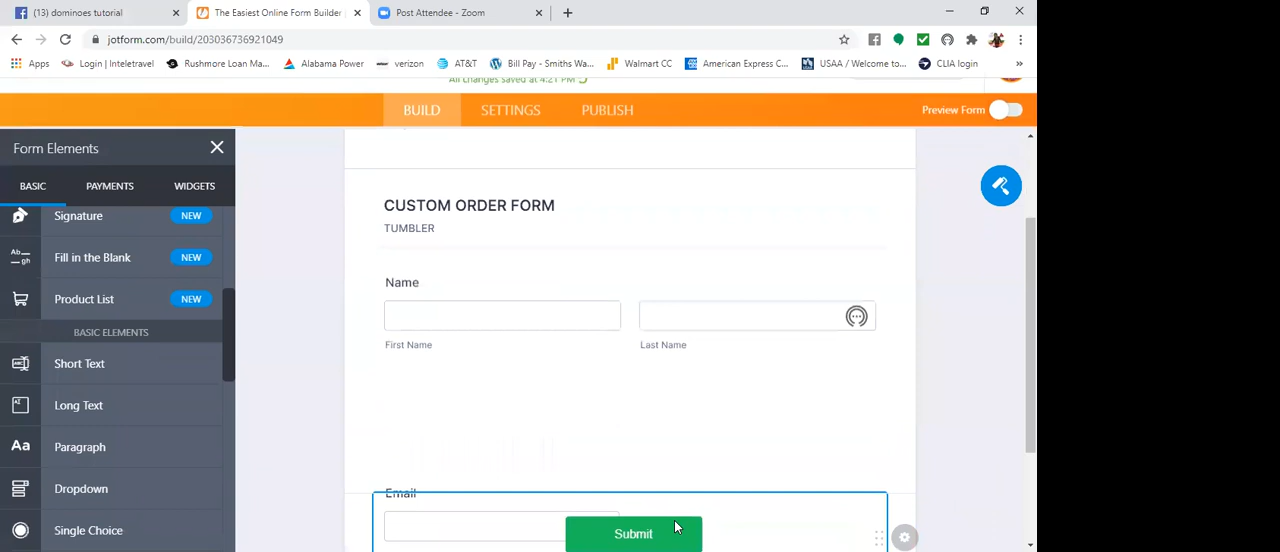 (13) dominoes tutorial
The Easiest Online Form Builder
Post Attendee - Zoom
jotform.com/build/203036736921049
Apps
Login | Inteletravel
Rushmore Loan Ma...
Alabama Power
verizon
AT&T
Bill Pay - Smiths Wa...
Walmart CC
American Express C...
USAA / Welcome to...
CLIA login
All changes saved at 4:21 PM
BUILD
SETTINGS
PUBLISH
Preview Form
Form Elements
BASIC
PAYMENTS
WIDGETS
Signature NEW
Ab
gh
Fill in the Blank NEW
Product List NEW
BASIC ELEMENTS
Short Text
Long Text
Aa Paragraph
Dropdown
Single Choice
CUSTOM ORDER FORM
TUMBLER
Name
First Name
Last Name
Email
Submit